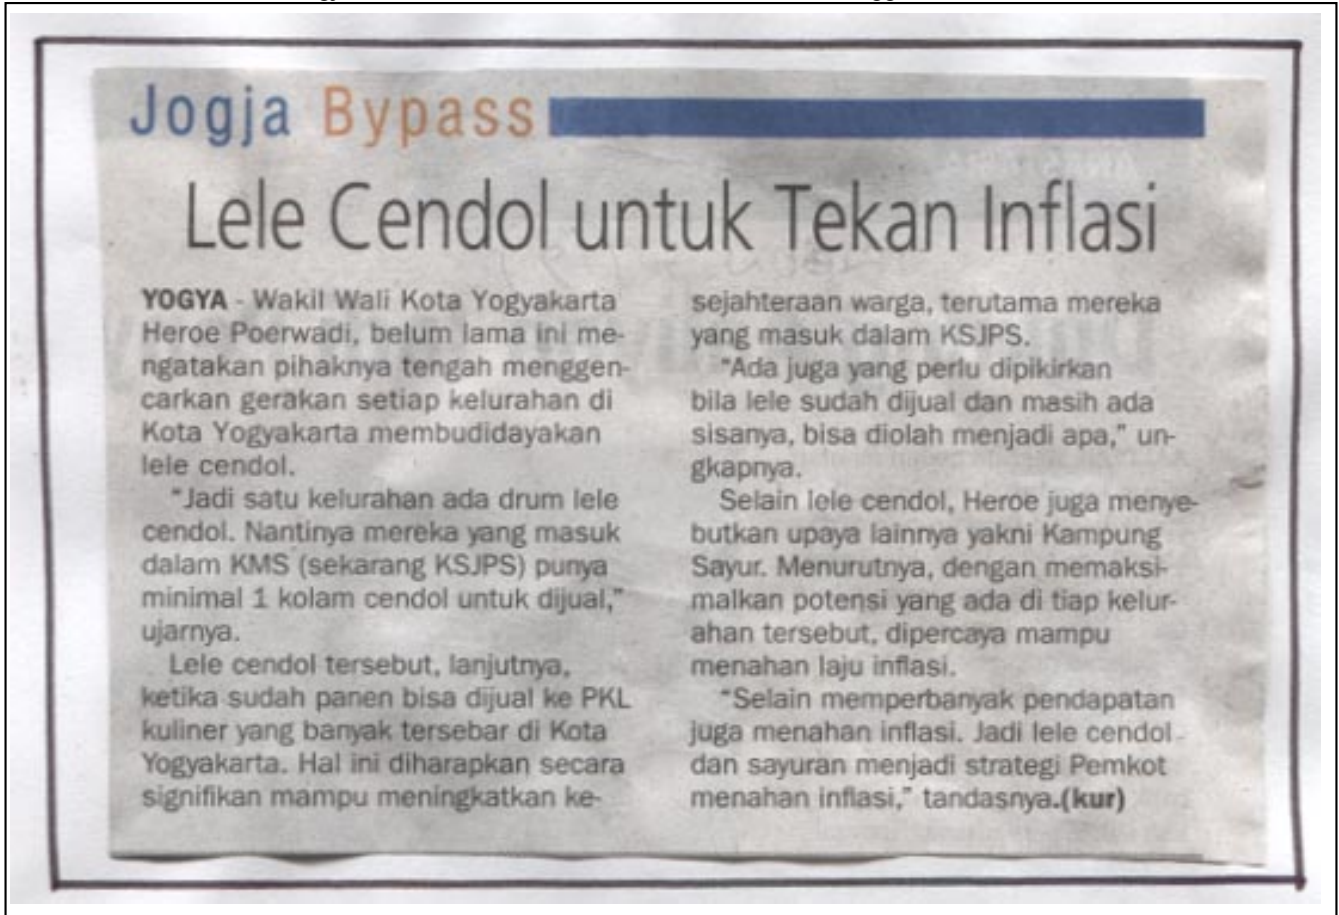 Jogja Bypass
Lele Cendol untuk Tekan Inflasi
YOGYA - Wakil Wali Kota Yogyakarta
Heroe Poerwadi, belum lama ini me-
ngatakan pihaknya tengah menggen-
carkan gerakan setiap kelurahan di
Kota Yogyakarta membudidayakan
lele cendol.
"Jadi satu kelurahan ada drum lele
cendol. Nantinya mereka yang masuk
dalam KMS (sekarang KSJPS) punya
minimal 1 kolam cendol untuk dijual,"
ujarnya.
Lele cendol tersebut, lanjutnya,
ketika sudah panen bisa dijual ke PKL
kuliner yang banyak tersebar di Kota
Yogyakarta. Hal ini diharapkan secara
signifikan mampu meningkatkan ke-
sejahteraan warga, terutama mereka
yang masuk dalam KSJPS.
"Ada juga yang perlu dipikirkan
bila lele sudah dijual dan masih ada
sisanya, bisa diolah menjadi apa," un-
gkapnya.
Selain lele cendol, Heroe juga menye-
butkan upaya lainnya yakni Kampung
Sayur. Menurutnya, dengan memaksi-
malkan potensi yang ada di tiap kelur-
ahan tersebut, dipercaya mampu
menahan laju inflasi.
"Selain memperbanyak pendapatan
juga menahan inflasi. Jadi lele cendol
dan sayuran menjadi strategi Pemkot
menahan inflasi," tandasnya.(kur)